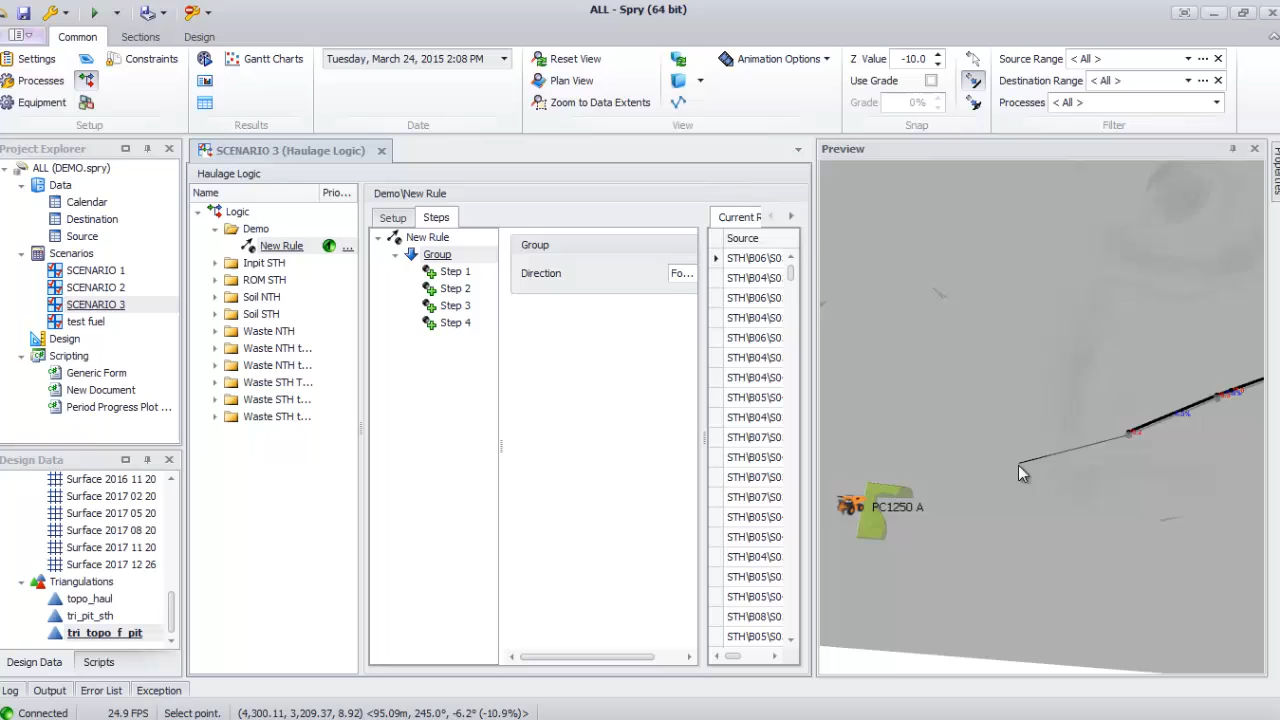 ALL - Spry (64 bit)
Common
Sections
Design
Settings
Constraints
Processes
Equipment
Setup
Gantt Charts
Results
Tuesday, March 24, 2015 2:08 PM
Date
Reset View
Plan View
Zoom to Data Extents
Animation Options
View
Z Value -10.0
Use Grade
Grade 0%
Snap
Source Range < All >
Destination Range < All >
Processes < All >
Filter
Project Explorer
ALL (DEMO.spry)
Data
Calendar
Destination
Source
Scenarios
SCENARIO 1
SCENARIO 2
SCENARIO 3
test fuel
Design
Scripting
Generic Form
New Document
Period Progress Plot ...
Design Data
Surface 2016 11 20
Surface 2017 02 20
Surface 2017 05 20
Surface 2017 08 20
Surface 2017 11 20
Surface 2017 12 26
Triangulations
topo_haul
tri_pit_sth
tri_topo_f_pit
Design Data
Scripts
SCENARIO 3 (Haulage Logic)
Haulage Logic
Name Prio...
Logic
Demo
New Rule ...
Inpit STH
ROM STH
Soil NTH
Soil STH
Waste NTH
Waste NTH t...
Waste NTH t...
Waste STH T...
Waste STH t...
Waste STH t...
Demo\New Rule
Setup
Steps
New Rule
Group
Step 1
Step 2
Step 3
Step 4
Group
Direction Fo...
Current R
Source
STH\B06\S0
STH\B04\S0
STH\B06\S0
STH\B04\S0
STH\B06\S0
STH\B04\S0
STH\B04\S0
STH\B05\S0
STH\B04\S0
STH\B07\S0
STH\B05\S0
STH\B07\S0
STH\B07\S0
STH\B05\S0
STH\B05\S0
STH\B04\S0
STH\B05\S0
STH\B05\S0
STH\B08\S0
STH\B05\S0
Preview
PC1250 A
Properties
Log
Output
Error List
Exception
Connected
24.9 FPS
Select point.
(4,300.11, 3,209.37, 8.92) <95.09m, 245.0°, -6.2° (-10.9%)>